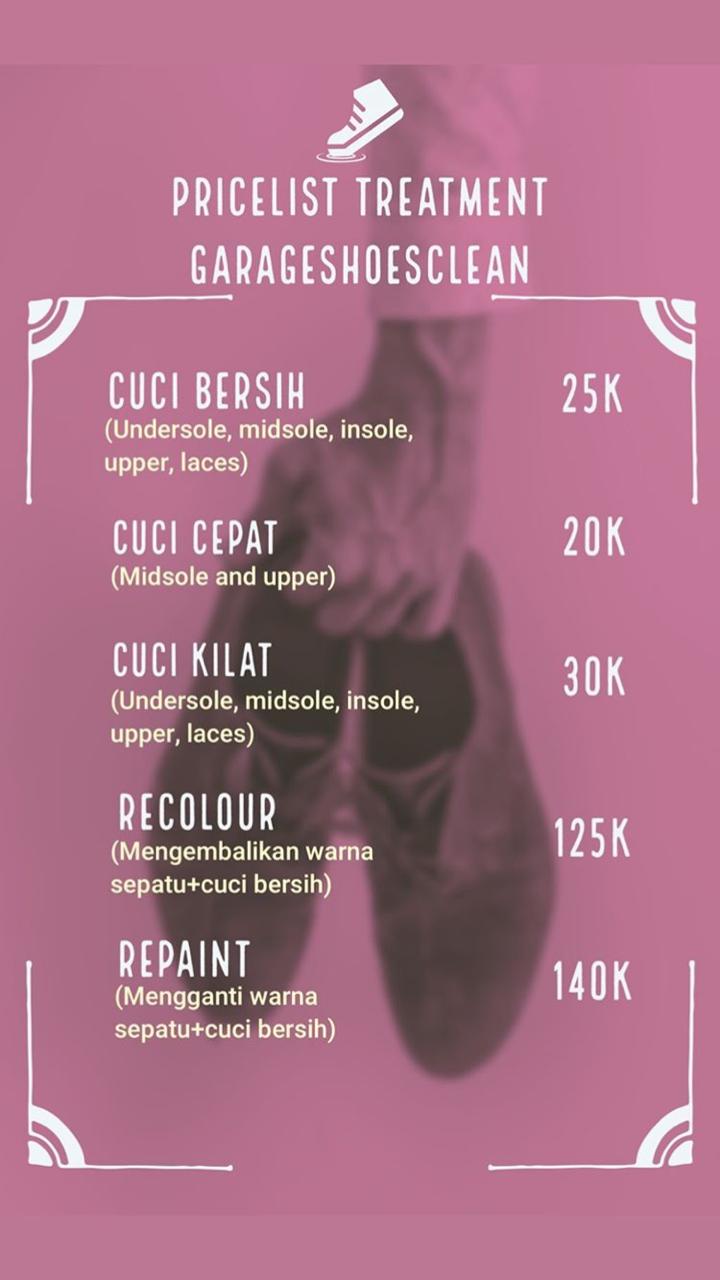 PRICELIST TREATMENT
GARAGESHOESCLEAN
CUCI BERSIH 25K
(Undersole, midsole, insole,
upper, laces)
CUCI CEPAT 20K
(Midsole and upper)
CUCI KILAT 30K
(Undersole, midsole, insole,
upper, laces)
RECOLOUR 125K
(Mengembalikan warna
sepatu+cuci bersih)
REPAINT 140K
(Mengganti warna
sepatu+cuci bersih)